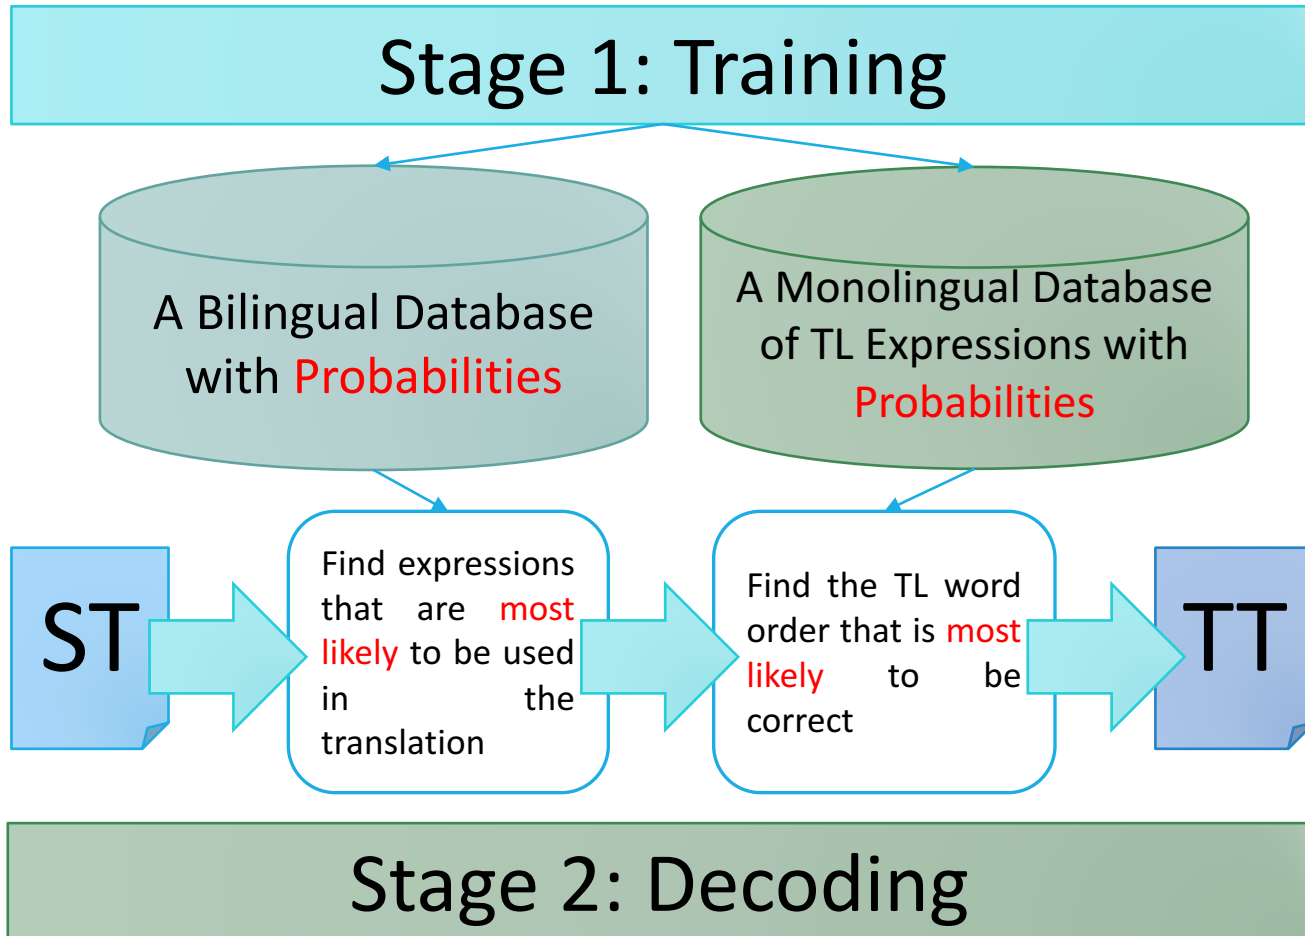 Stage 1: Training
A Bilingual Database
with Probabilities
A Monolingual Database
of TL Expressions with
Probabilities
ST
Find expressions
that are most
likely to be used
in the
translation
Find the TL word
order that is most
likely to be
correct
TT
Stage 2: Decoding